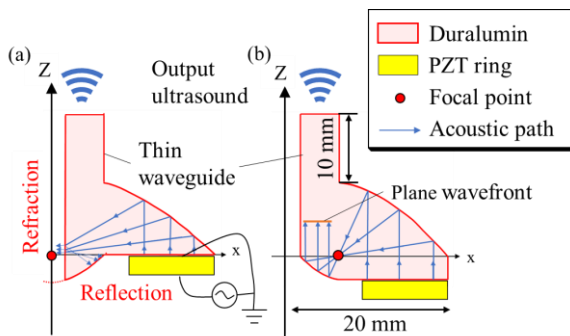 (a)
Z
Output
ultrasound
Thin
waveguide
Refraction
x
Reflection
(b)
Z
10 mm
Plane wavefront
x
20 mm
Duralumin
PZT ring
Focal point
Acoustic path